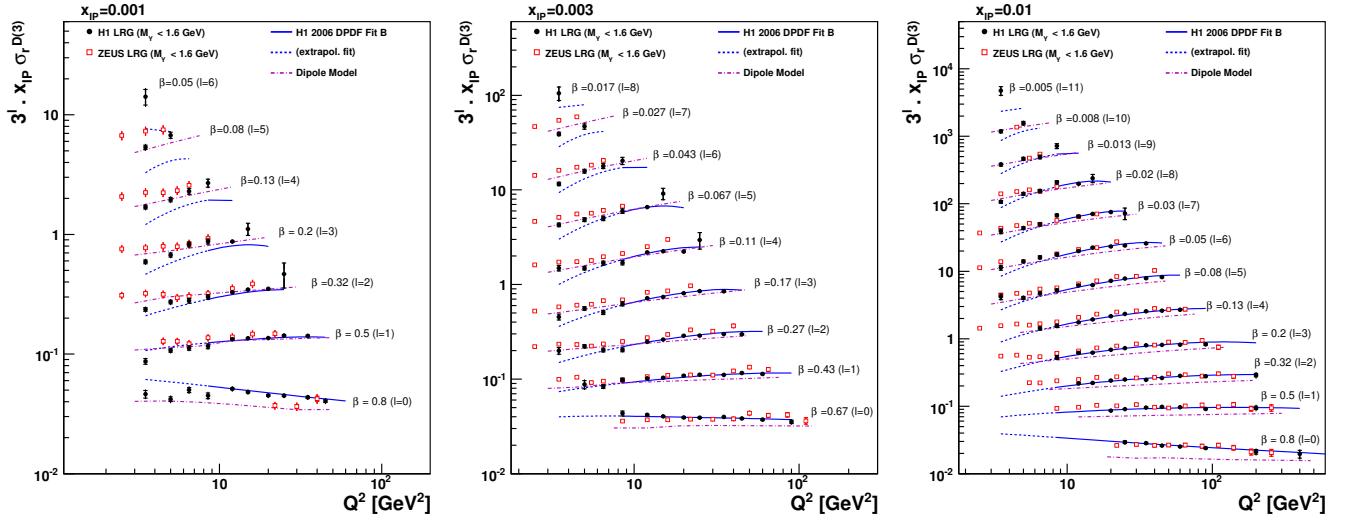 x_IP=0.001
H1 LRG (M_Y < 1.6 GeV)
ZEUS LRG (M_Y < 1.6 GeV)
H1 2006 DPDF Fit B
(extrapol. fit)
Dipole Model
3^l . x_IP σ_r^D(3)
10
1
10^-1
10^-2
β=0.05 (l=6)
β=0.08 (l=5)
β=0.13 (l=4)
β = 0.2 (l=3)
β=0.32 (l=2)
β = 0.5 (l=1)
β = 0.8 (l=0)
10
10^2
Q^2 [GeV^2]
x_IP=0.003
H1 LRG (M_Y < 1.6 GeV)
ZEUS LRG (M_Y < 1.6 GeV)
H1 2006 DPDF Fit B
(extrapol. fit)
Dipole Model
3^l . x_IP σ_r^D(3)
10^2
10
1
10^-1
10^-2
β =0.017 (l=8)
β =0.027 (l=7)
β =0.043 (l=6)
β =0.067 (l=5)
β =0.11 (l=4)
β =0.17 (l=3)
β =0.27 (l=2)
β =0.43 (l=1)
β =0.67 (l=0)
10
10^2
Q^2 [GeV^2]
x_IP=0.01
H1 LRG (M_Y < 1.6 GeV)
ZEUS LRG (M_Y < 1.6 GeV)
H1 2006 DPDF Fit B
(extrapol. fit)
Dipole Model
3^l . x_IP σ_r^D(3)
10^4
10^3
10^2
10
1
10^-1
10^-2
β =0.005 (l=11)
β =0.008 (l=10)
β =0.013 (l=9)
β = 0.02 (l=8)
β = 0.03 (l=7)
β =0.05 (l=6)
β =0.08 (l=5)
β =0.13 (l=4)
β = 0.2 (l=3)
β =0.32 (l=2)
β = 0.5 (l=1)
β = 0.8 (l=0)
10
10^2
Q^2 [GeV^2]